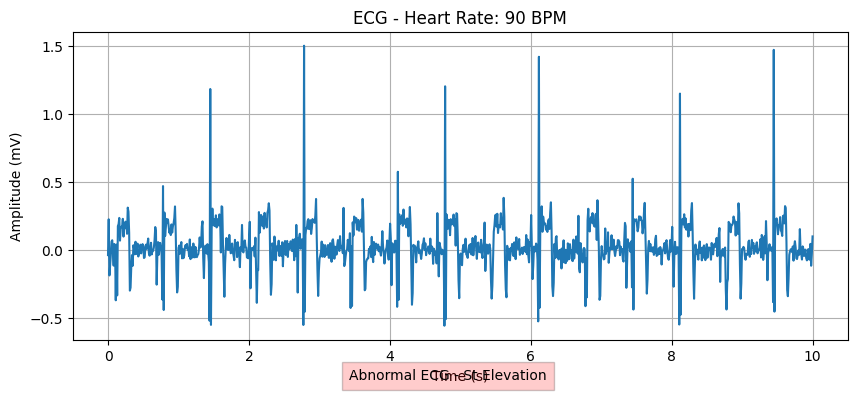 ECG - Heart Rate: 90 BPM
Amplitude (mV)
1.5
1.0
0.5
0.0
−0.5
0 2 4 6 8 10
Time (s)
Abnormal ECG - St Elevation